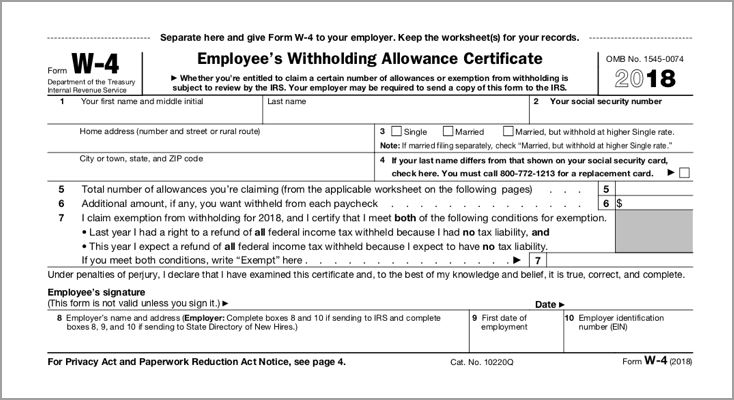 Separate here and give Form W-4 to your employer. Keep the worksheet(s) for your records.
Form W-4
Department of the Treasury
Internal Revenue Service
Employee's Withholding Allowance Certificate
▶ Whether you're entitled to claim a certain number of allowances or exemption from withholding is
subject to review by the IRS. Your employer may be required to send a copy of this form to the IRS.
OMB No. 1545-0074
2018
1 Your first name and middle initial
Last name
2 Your social security number
Home address (number and street or rural route)
3 Single Married Married, but withhold at higher Single rate.
Note: If married filing separately, check "Married, but withhold at higher Single rate."
City or town, state, and ZIP code
4 If your last name differs from that shown on your social security card,
check here. You must call 800-772-1213 for a replacement card. ▶
5 Total number of allowances you're claiming (from the applicable worksheet on the following pages) . . . 5
6 Additional amount, if any, you want withheld from each paycheck . . . . . . . . . . . . . . 6 $
7 I claim exemption from withholding for 2018, and I certify that I meet both of the following conditions for exemption.
• Last year I had a right to a refund of all federal income tax withheld because I had no tax liability, and
• This year I expect a refund of all federal income tax withheld because I expect to have no tax liability.
If you meet both conditions, write "Exempt" here . . . . . . . . . . . . . . . ▶ 7
Under penalties of perjury, I declare that I have examined this certificate and, to the best of my knowledge and belief, it is true, correct, and complete.
Employee's signature
(This form is not valid unless you sign it.) ▶
Date ▶
8 Employer's name and address (Employer: Complete boxes 8 and 10 if sending to IRS and complete
boxes 8, 9, and 10 if sending to State Directory of New Hires.)
9 First date of
employment
10 Employer identification
number (EIN)
For Privacy Act and Paperwork Reduction Act Notice, see page 4.
Cat. No. 10220Q
Form W-4 (2018)